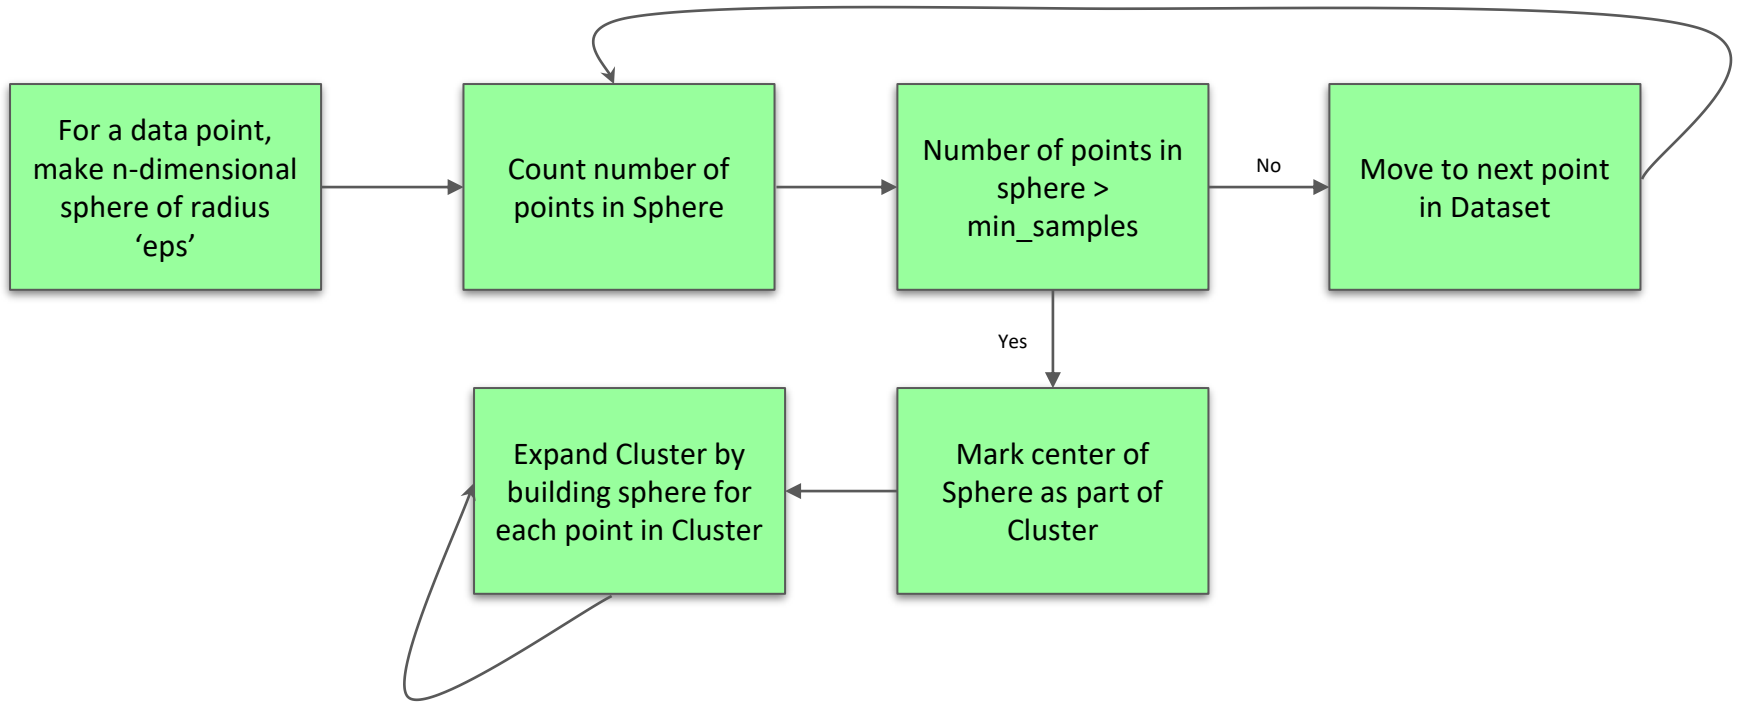 For a data point,
make n-dimensional
sphere of radius
‘eps’
Count number of
points in Sphere
Number of points in
sphere >
min_samples
No
Move to next point
in Dataset
Yes
Expand Cluster by
building sphere for
each point in Cluster
Mark center of
Sphere as part of
Cluster